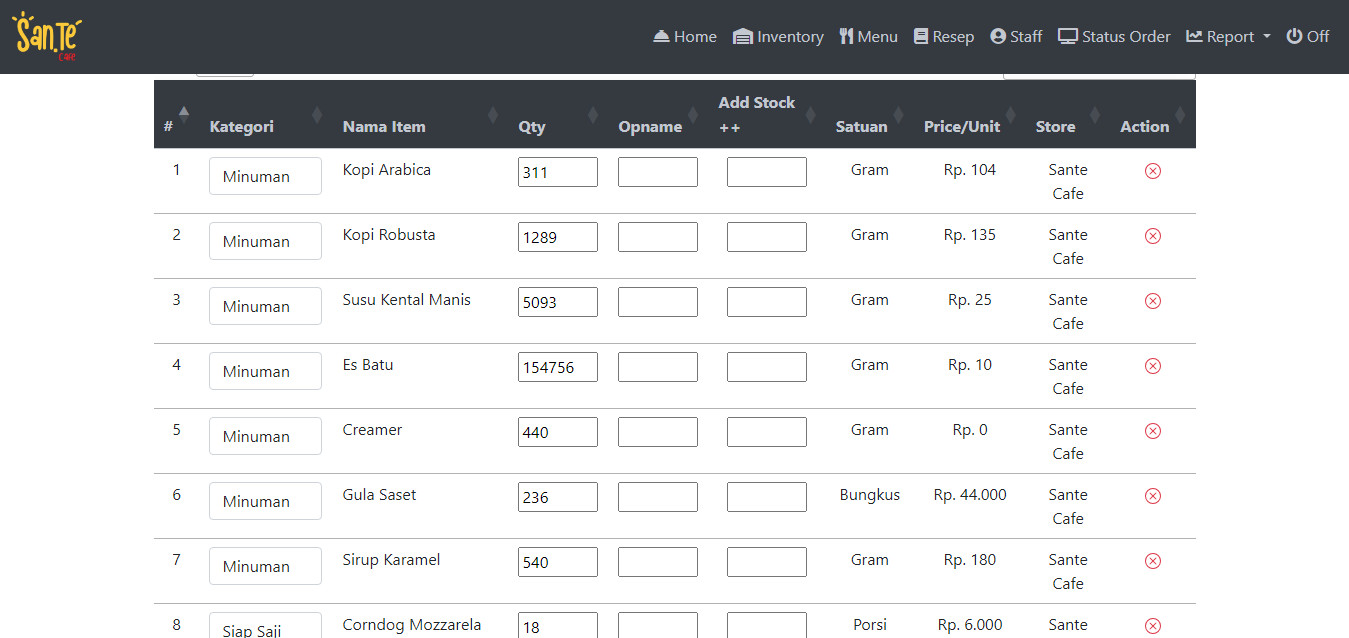 San.Te
Cafe
Home Inventory Menu Resep Staff Status Order Report Off
# Kategori Nama Item Qty Opname Add Stock ++ Satuan Price/Unit Store Action
1 Minuman Kopi Arabica 311 Gram Rp. 104 Sante Cafe
2 Minuman Kopi Robusta 1289 Gram Rp. 135 Sante Cafe
3 Minuman Susu Kental Manis 5093 Gram Rp. 25 Sante Cafe
4 Minuman Es Batu 154756 Gram Rp. 10 Sante Cafe
5 Minuman Creamer 440 Gram Rp. 0 Sante Cafe
6 Minuman Gula Saset 236 Bungkus Rp. 44.000 Sante Cafe
7 Minuman Sirup Karamel 540 Gram Rp. 180 Sante Cafe
8 Siap Saji Corndog Mozzarela 18 Porsi Rp. 6.000 Sante